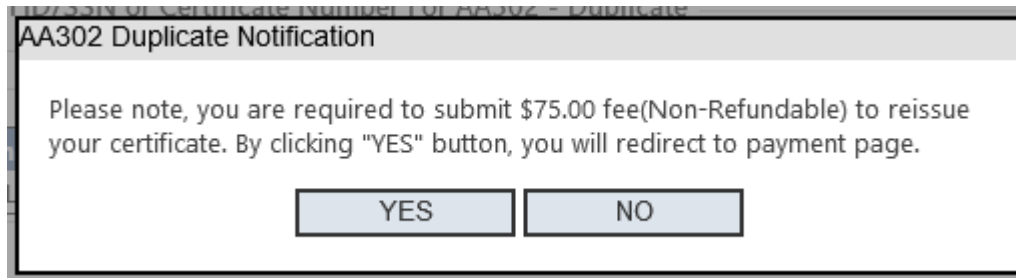 AA302 Duplicate Notification
Please note, you are required to submit $75.00 fee(Non-Refundable) to reissue
your certificate. By clicking "YES" button, you will redirect to payment page.
YES NO